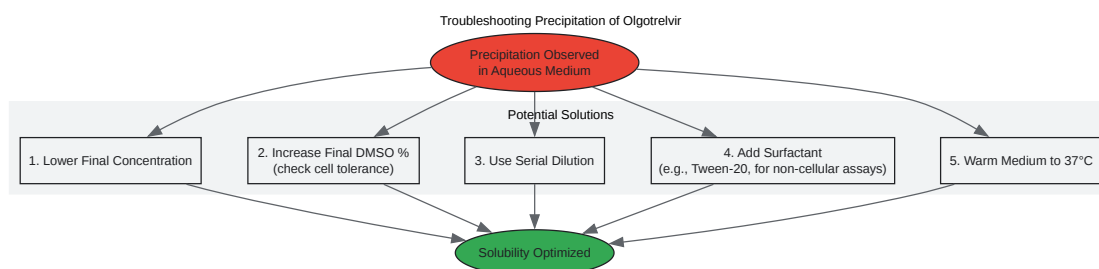 Troubleshooting Precipitation of Olgotrelvir
Precipitation Observed
in Aqueous Medium
Potential Solutions
1. Lower Final Concentration
2. Increase Final DMSO %
(check cell tolerance)
3. Use Serial Dilution
4. Add Surfactant
(e.g., Tween-20, for non-cellular assays)
5. Warm Medium to 37°C
Solubility Optimized